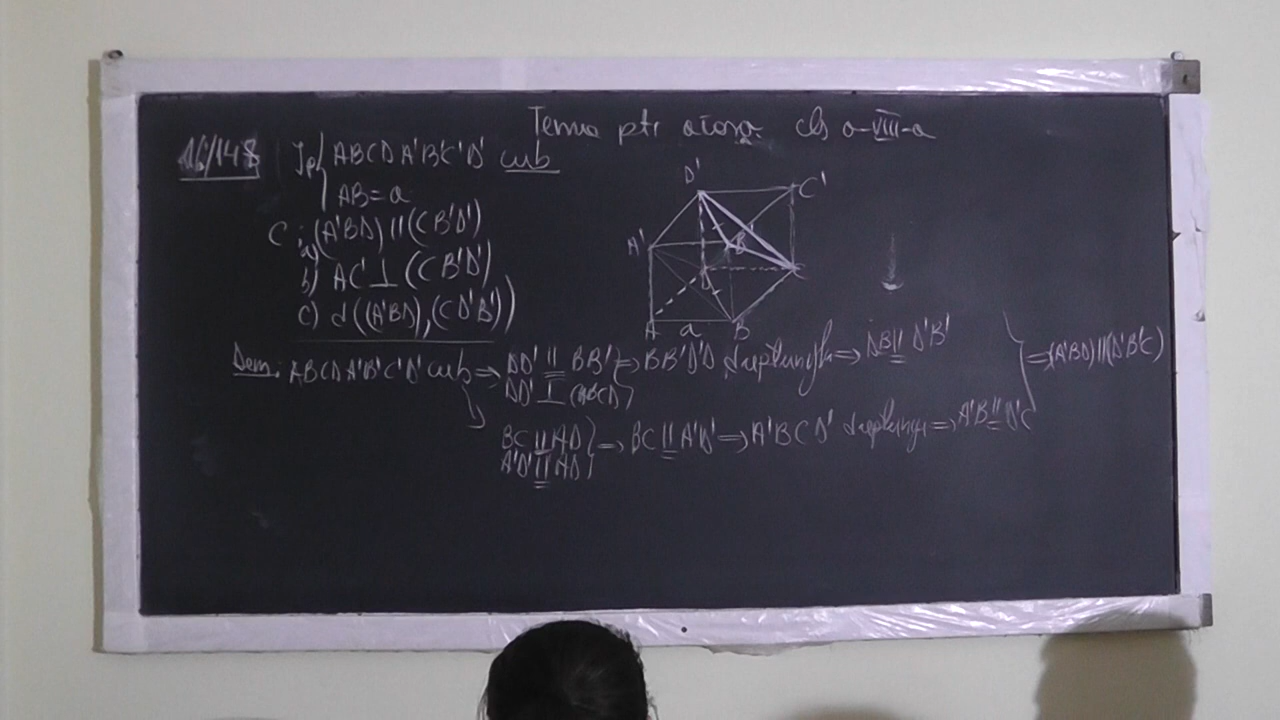 Tema ptr acasă cls a-VIII-a
16/148 Ip{ ABCDA'B'C'D' cub
AB=a
C: a) (A'BD) || (CB'D')
b) AC' ⊥ (CB'D')
c) d((A'BD),(CD'B'))
D' C'
A' B'
D C
A a B
Dem: ABCDA'B'C'D' cub ⇒ DD' || BB' } ⇒ BB'D'D dreptunghi ⇒ DB || D'B'
DD' ⊥ (ABCD)
} ⇒ (A'BD) || (D'B'C)
BC || AD } ⇒ BC || A'D' ⇒ A'BCD' dreptunghi ⇒ A'B || D'C
A'D' || AD